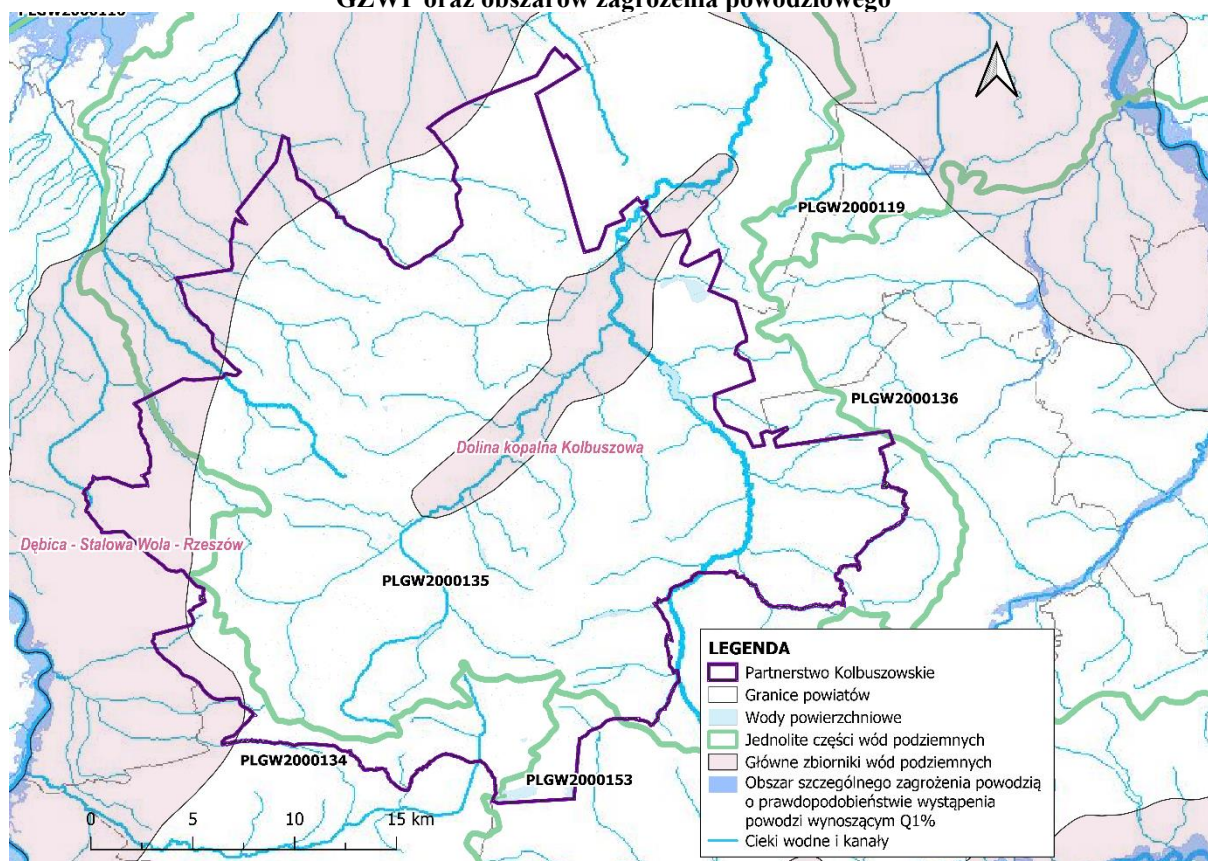 GZWP oraz obszarów zagrożenia powodziowego
PLGW2000119
PLGW2000136
Dolina kopalna Kolbuszowa
Dębica - Stalowa Wola - Rzeszów
PLGW2000135
PLGW2000134
PLGW2000153
0 5 10 15 km
LEGENDA
Partnerstwo Kolbuszowskie
Granice powiatów
Wody powierzchniowe
Jednolite części wód podziemnych
Główne zbiorniki wód podziemnych
Obszar szczególnego zagrożenia powodzią
o prawdopodobieństwie wystąpenia
powodzi wynoszącym Q1%
Cieki wodne i kanały